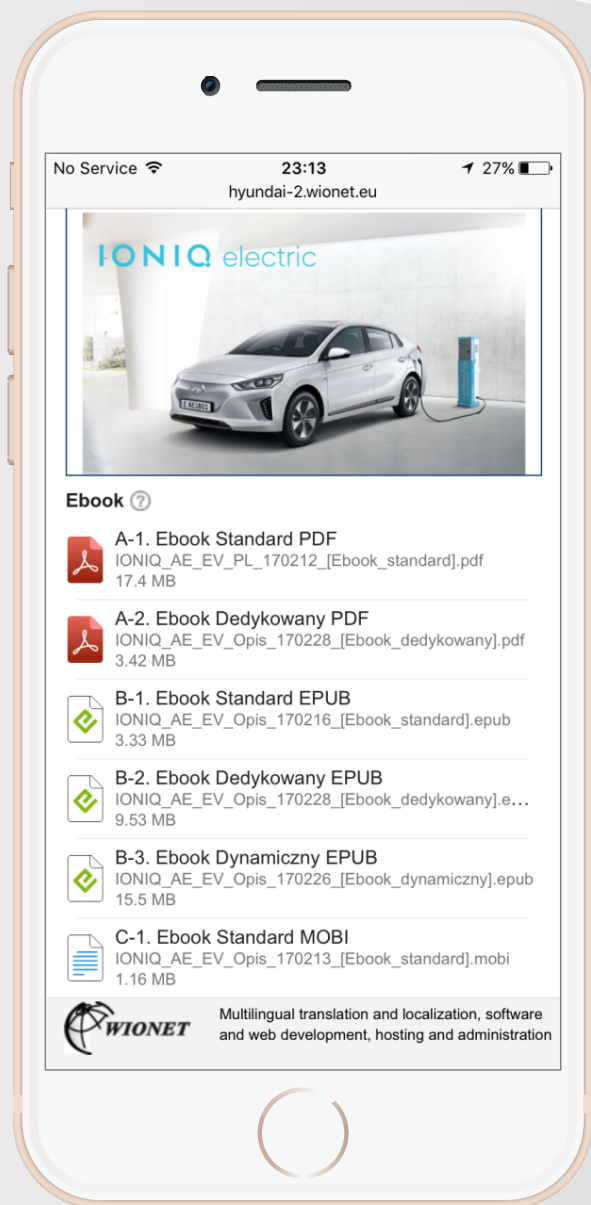 No Service 23:13 27%
hyundai-2.wionet.eu
IONIQ electric
E AEO802
Ebook ?
A-1. Ebook Standard PDF
IONIQ_AE_EV_PL_170212_[Ebook_standard].pdf
17.4 MB
A-2. Ebook Dedykowany PDF
IONIQ_AE_EV_Opis_170228_[Ebook_dedykowany].pdf
3.42 MB
B-1. Ebook Standard EPUB
IONIQ_AE_EV_Opis_170216_[Ebook_standard].epub
3.33 MB
B-2. Ebook Dedykowany EPUB
IONIQ_AE_EV_Opis_170228_[Ebook_dedykowany].e...
9.53 MB
B-3. Ebook Dynamiczny EPUB
IONIQ_AE_EV_Opis_170226_[Ebook_dynamiczny].epub
15.5 MB
C-1. Ebook Standard MOBI
IONIQ_AE_EV_Opis_170213_[Ebook_standard].mobi
1.16 MB
WIONET
Multilingual translation and localization, software
and web development, hosting and administration